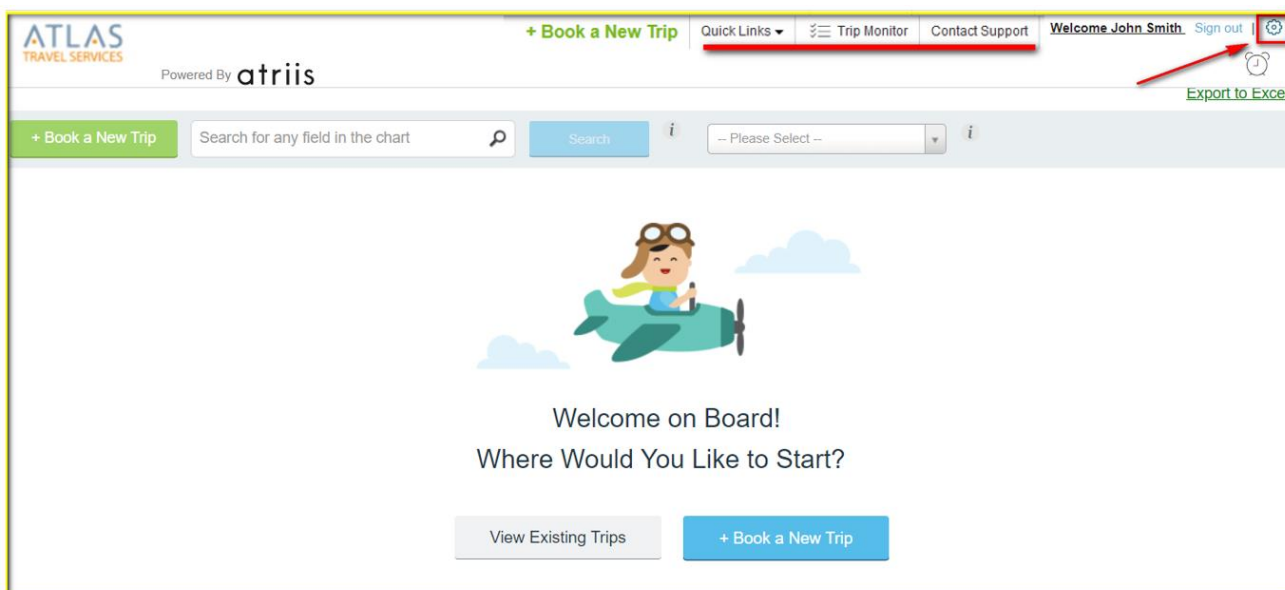 ATLAS
TRAVEL SERVICES
Powered By atriis
+ Book a New Trip
Quick Links
Trip Monitor
Contact Support
Welcome John Smith
Sign out |
Export to Exce
+ Book a New Trip
Search for any field in the chart
Search
i
-- Please Select --
i
Welcome on Board!
Where Would You Like to Start?
View Existing Trips
+ Book a New Trip